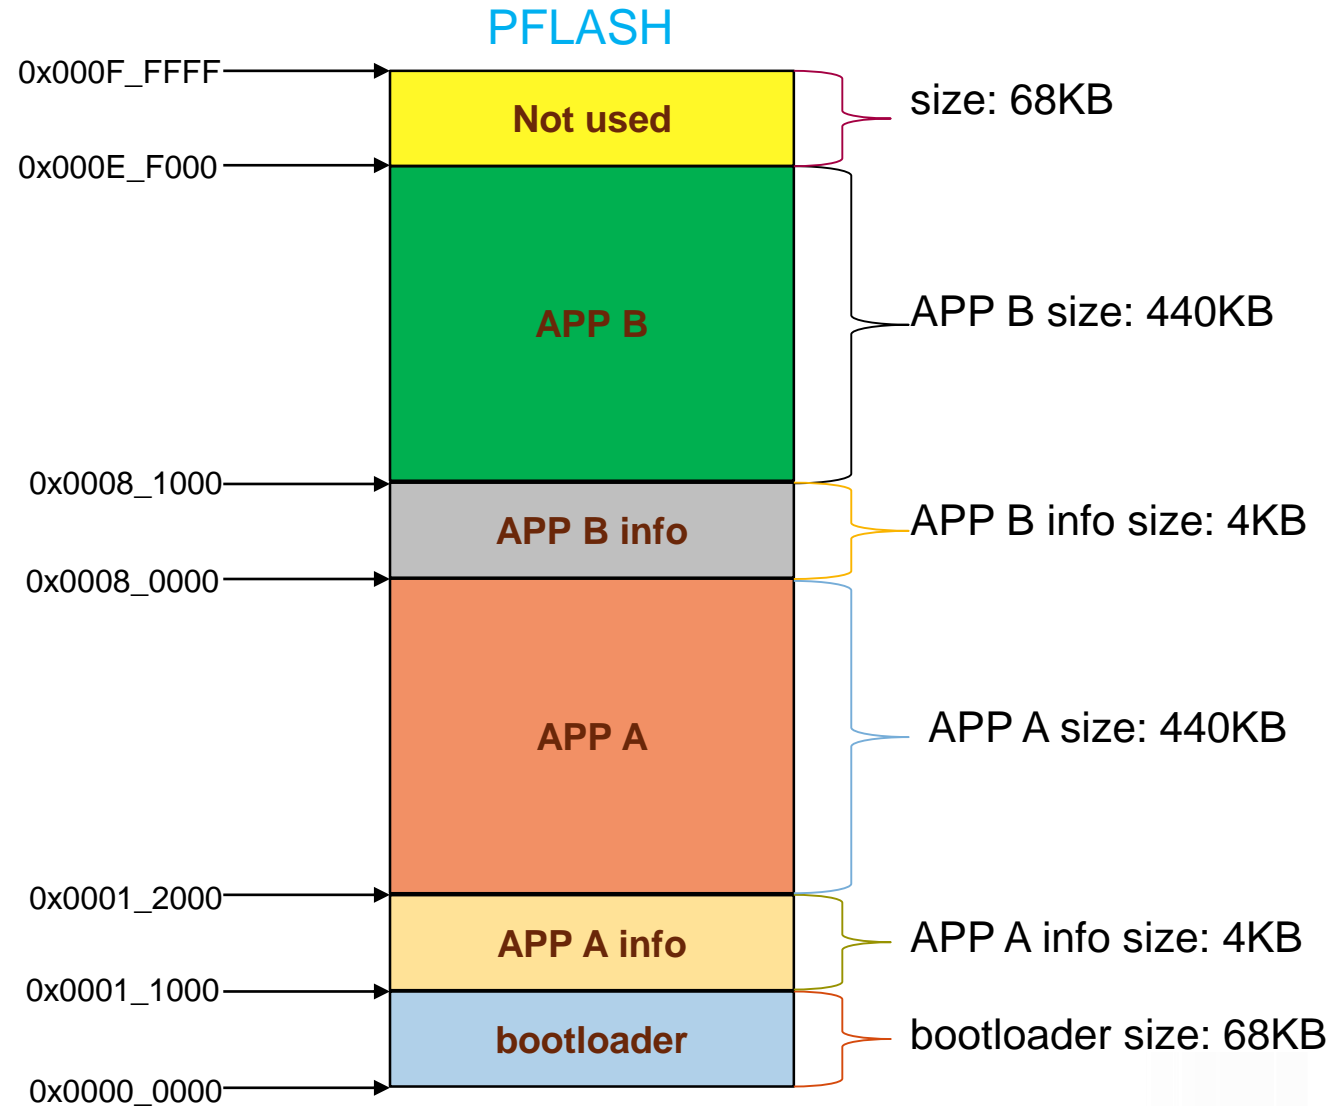 PFLASH
0x000F_FFFF
Not used
size: 68KB
0x000E_F000
APP B
APP B size: 440KB
0x0008_1000
APP B info
APP B info size: 4KB
0x0008_0000
APP A
APP A size: 440KB
0x0001_2000
APP A info
APP A info size: 4KB
0x0001_1000
bootloader
bootloader size: 68KB
0x0000_0000